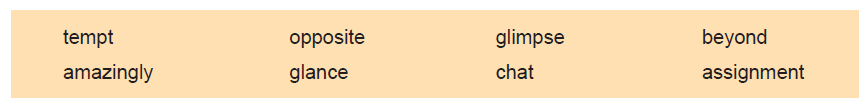 tempt opposite glimpse beyond
amazingly glance chat assignment